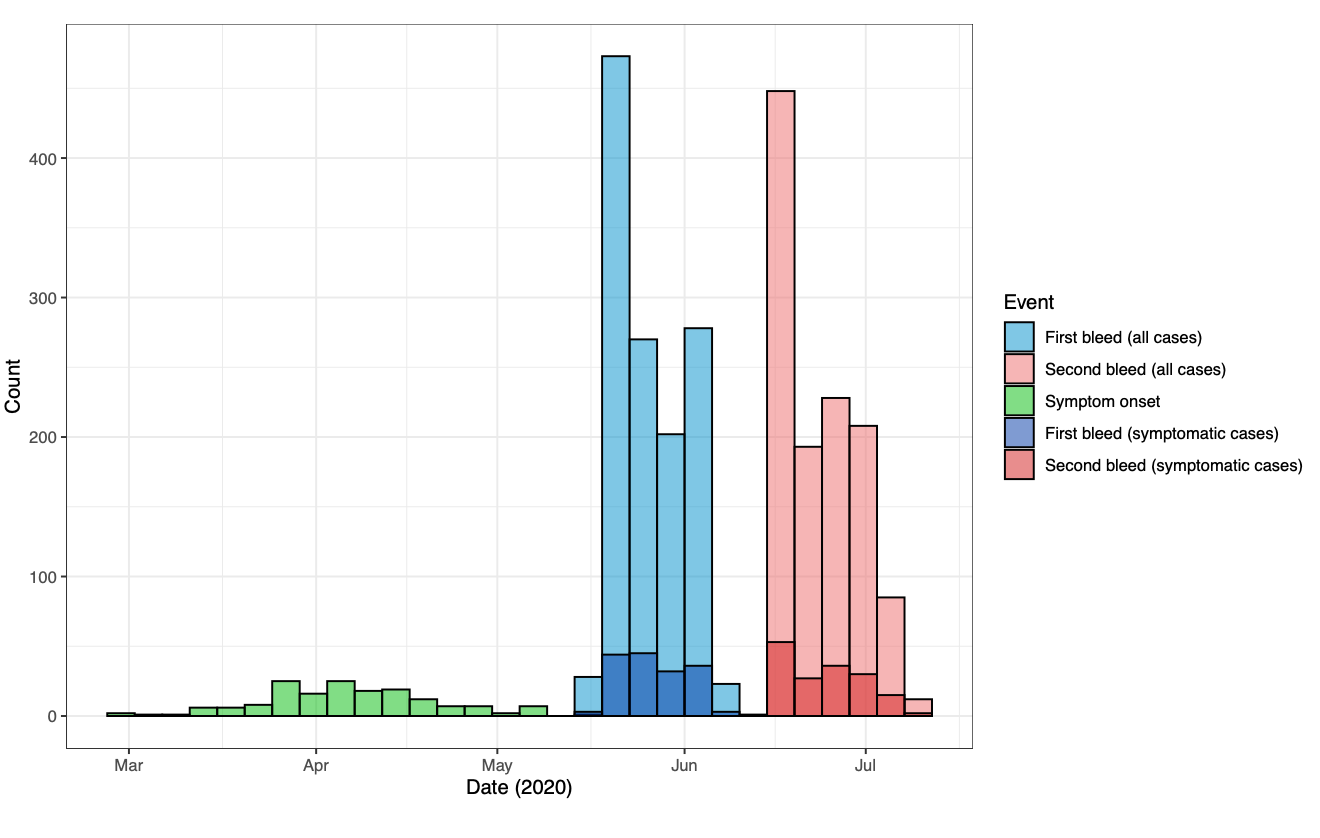 400
300
200
100
0
Count
Mar Apr May Jun Jul
Date (2020)
Event
First bleed (all cases)
Second bleed (all cases)
Symptom onset
First bleed (symptomatic cases)
Second bleed (symptomatic cases)